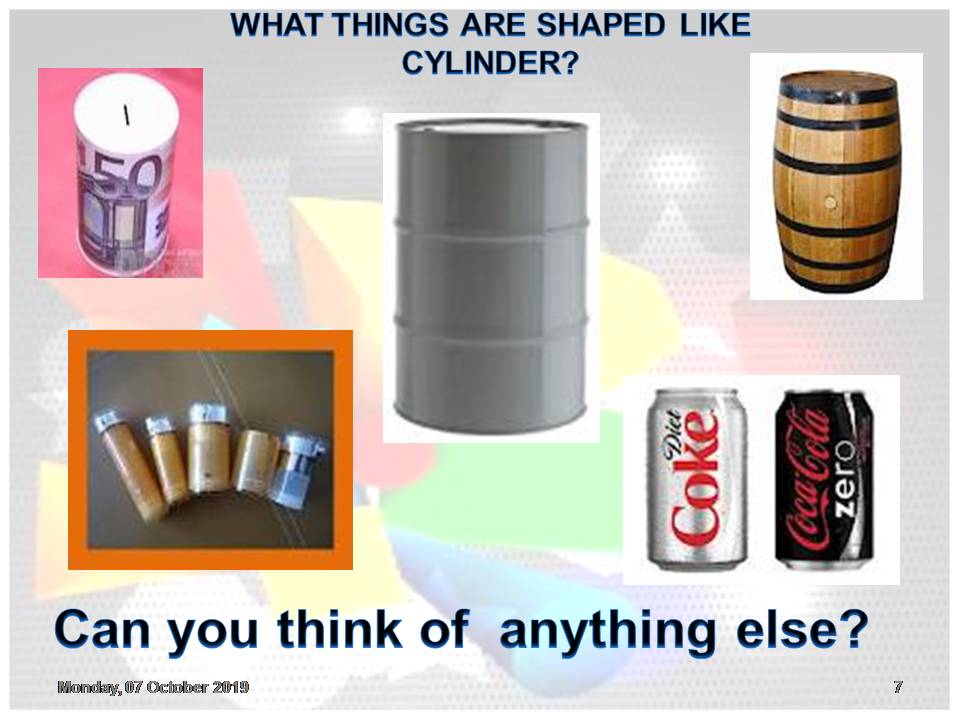 WHAT THINGS ARE SHAPED LIKE
CYLINDER?
50
Diet
Coke
Coca-Cola
zero
Can you think of anything else?
Monday, 07 October 2019
7